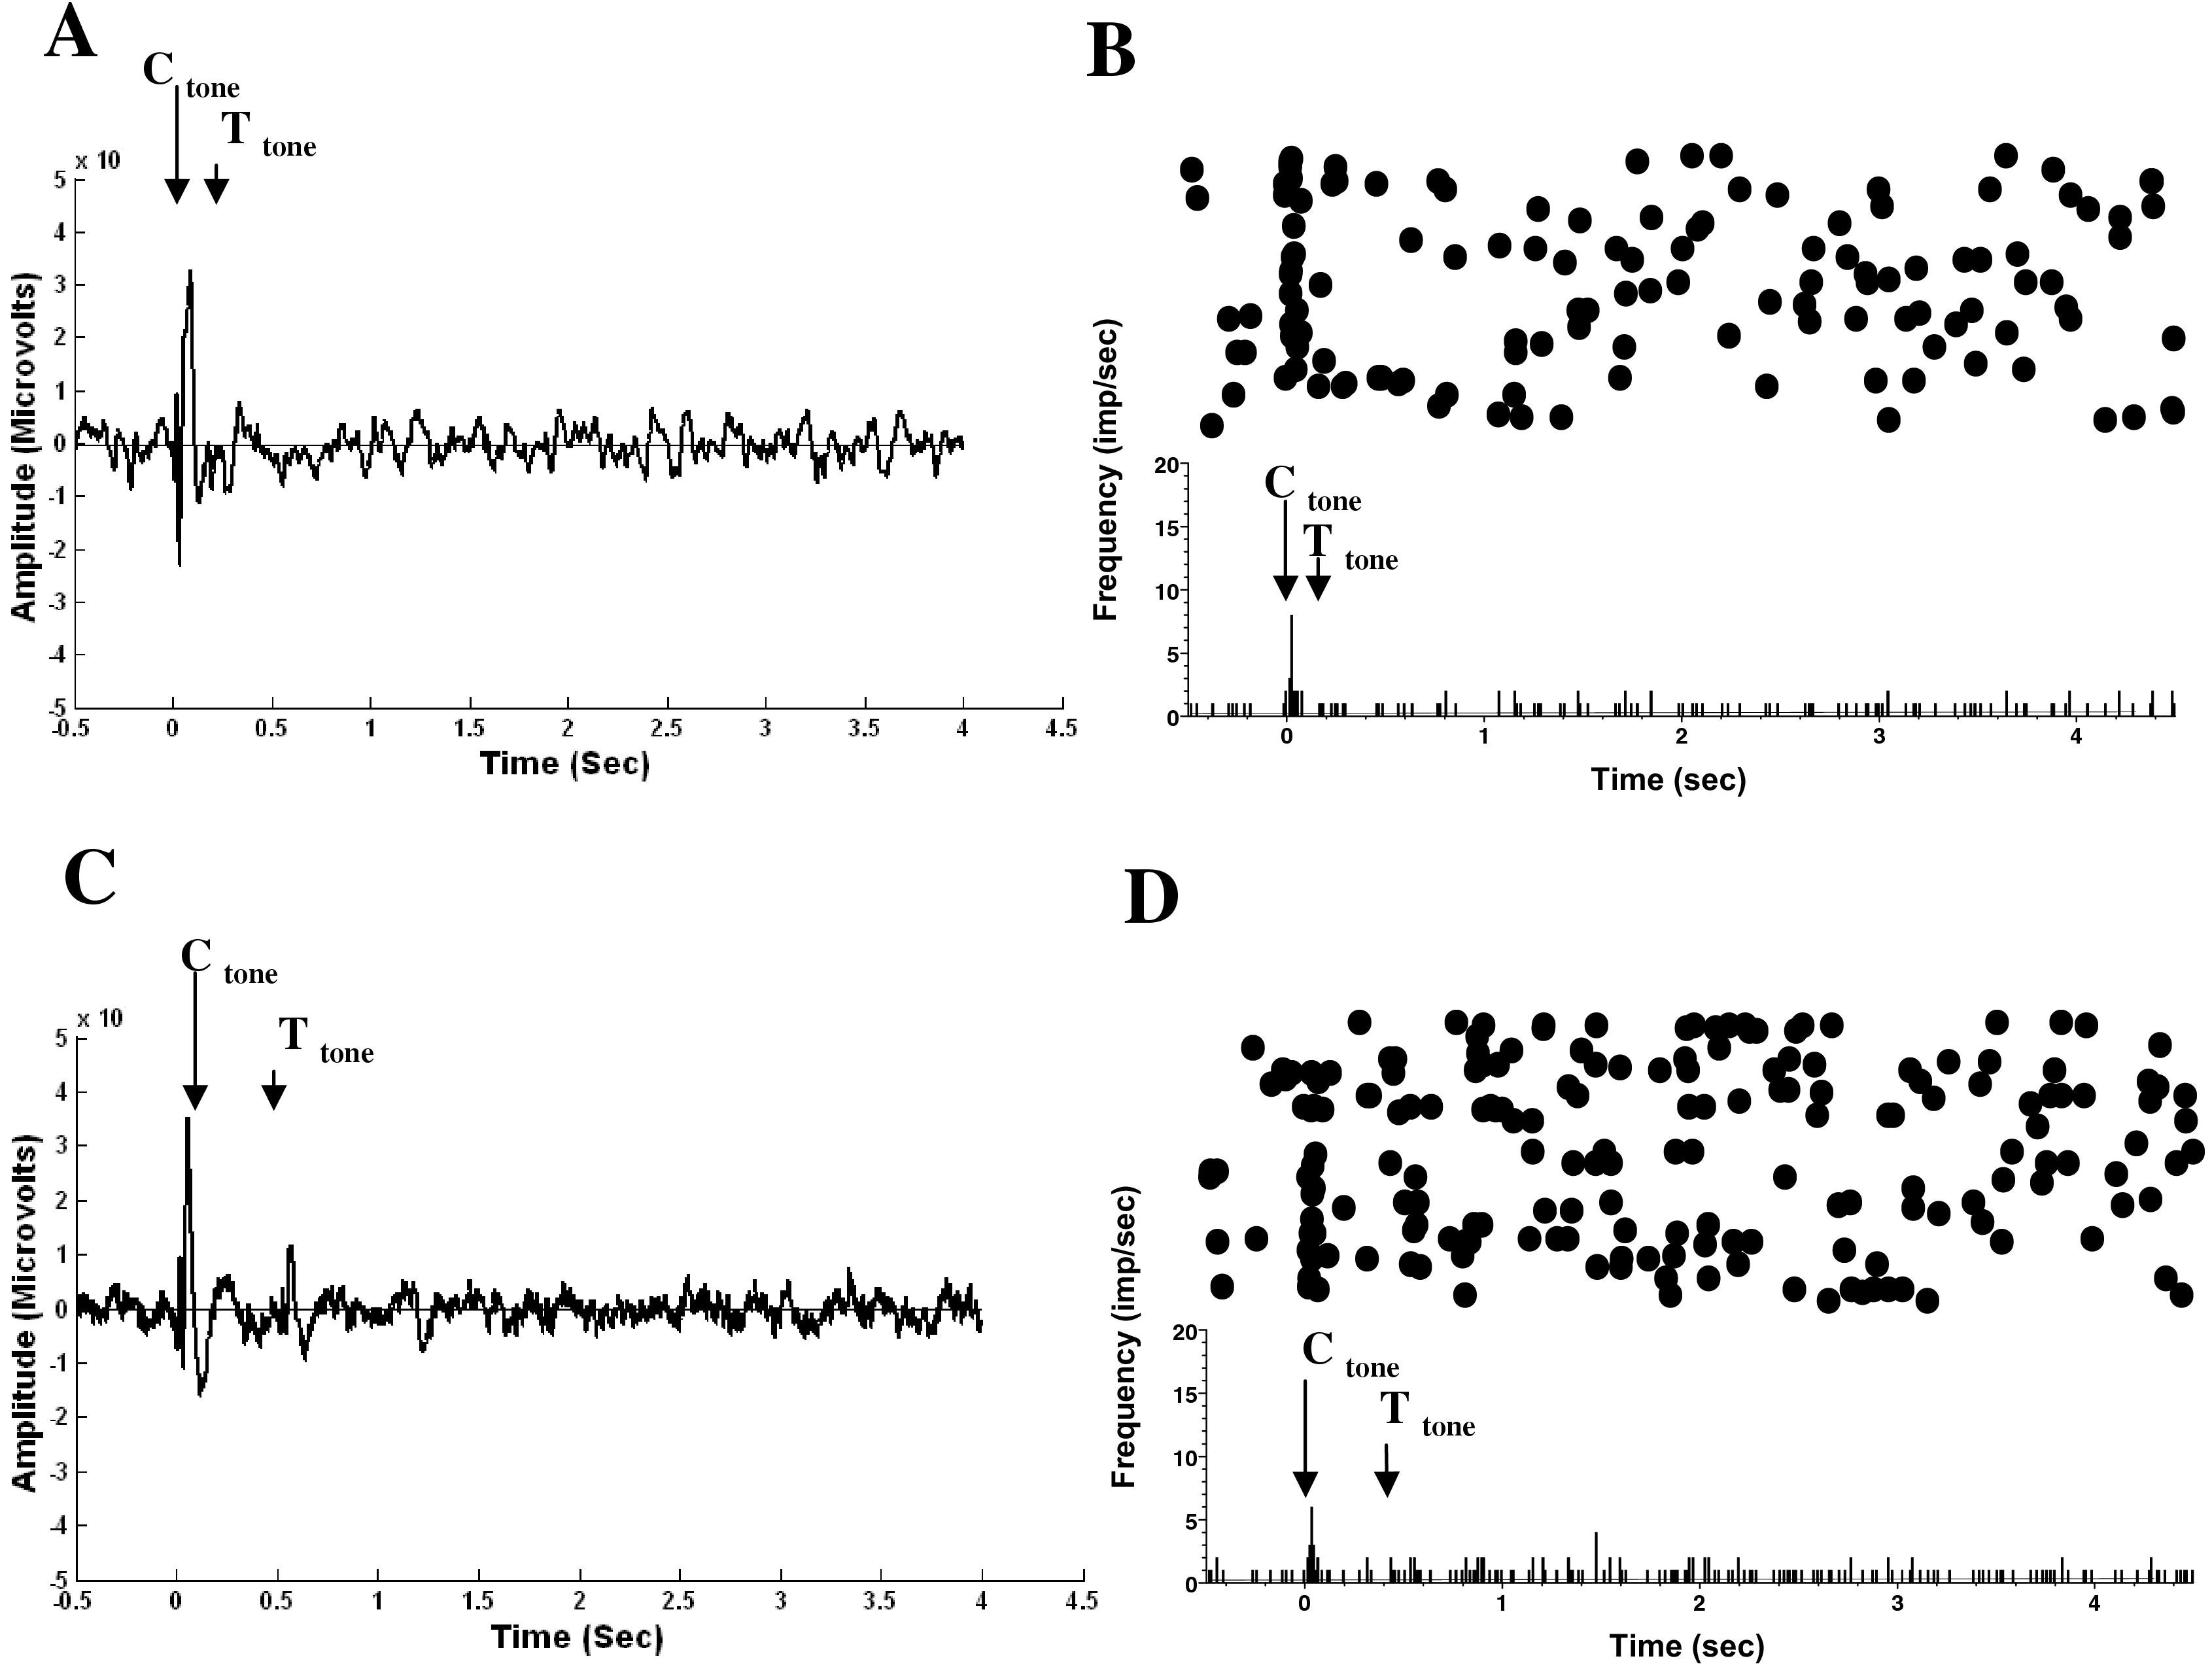 A
C tone
T tone
x 10
5
4
3
2
1
0
-1
-2
-3
-4
-5
Amplitude (Microvolts)
-0.5 0 0.5 1 1.5 2 2.5 3 3.5 4 4.5
Time (Sec)
B
Frequency (imp/sec)
20
15
10
5
0
C tone
T tone
0 1 2 3 4
Time (sec)
C
C tone
T tone
x 10
5
4
3
2
1
0
-1
-2
-3
-4
-5
Amplitude (Microvolts)
-0.5 0 0.5 1 1.5 2 2.5 3 3.5 4 4.5
Time (Sec)
D
Frequency (imp/sec)
20
15
10
5
0
C tone
T tone
0 1 2 3 4
Time (sec)